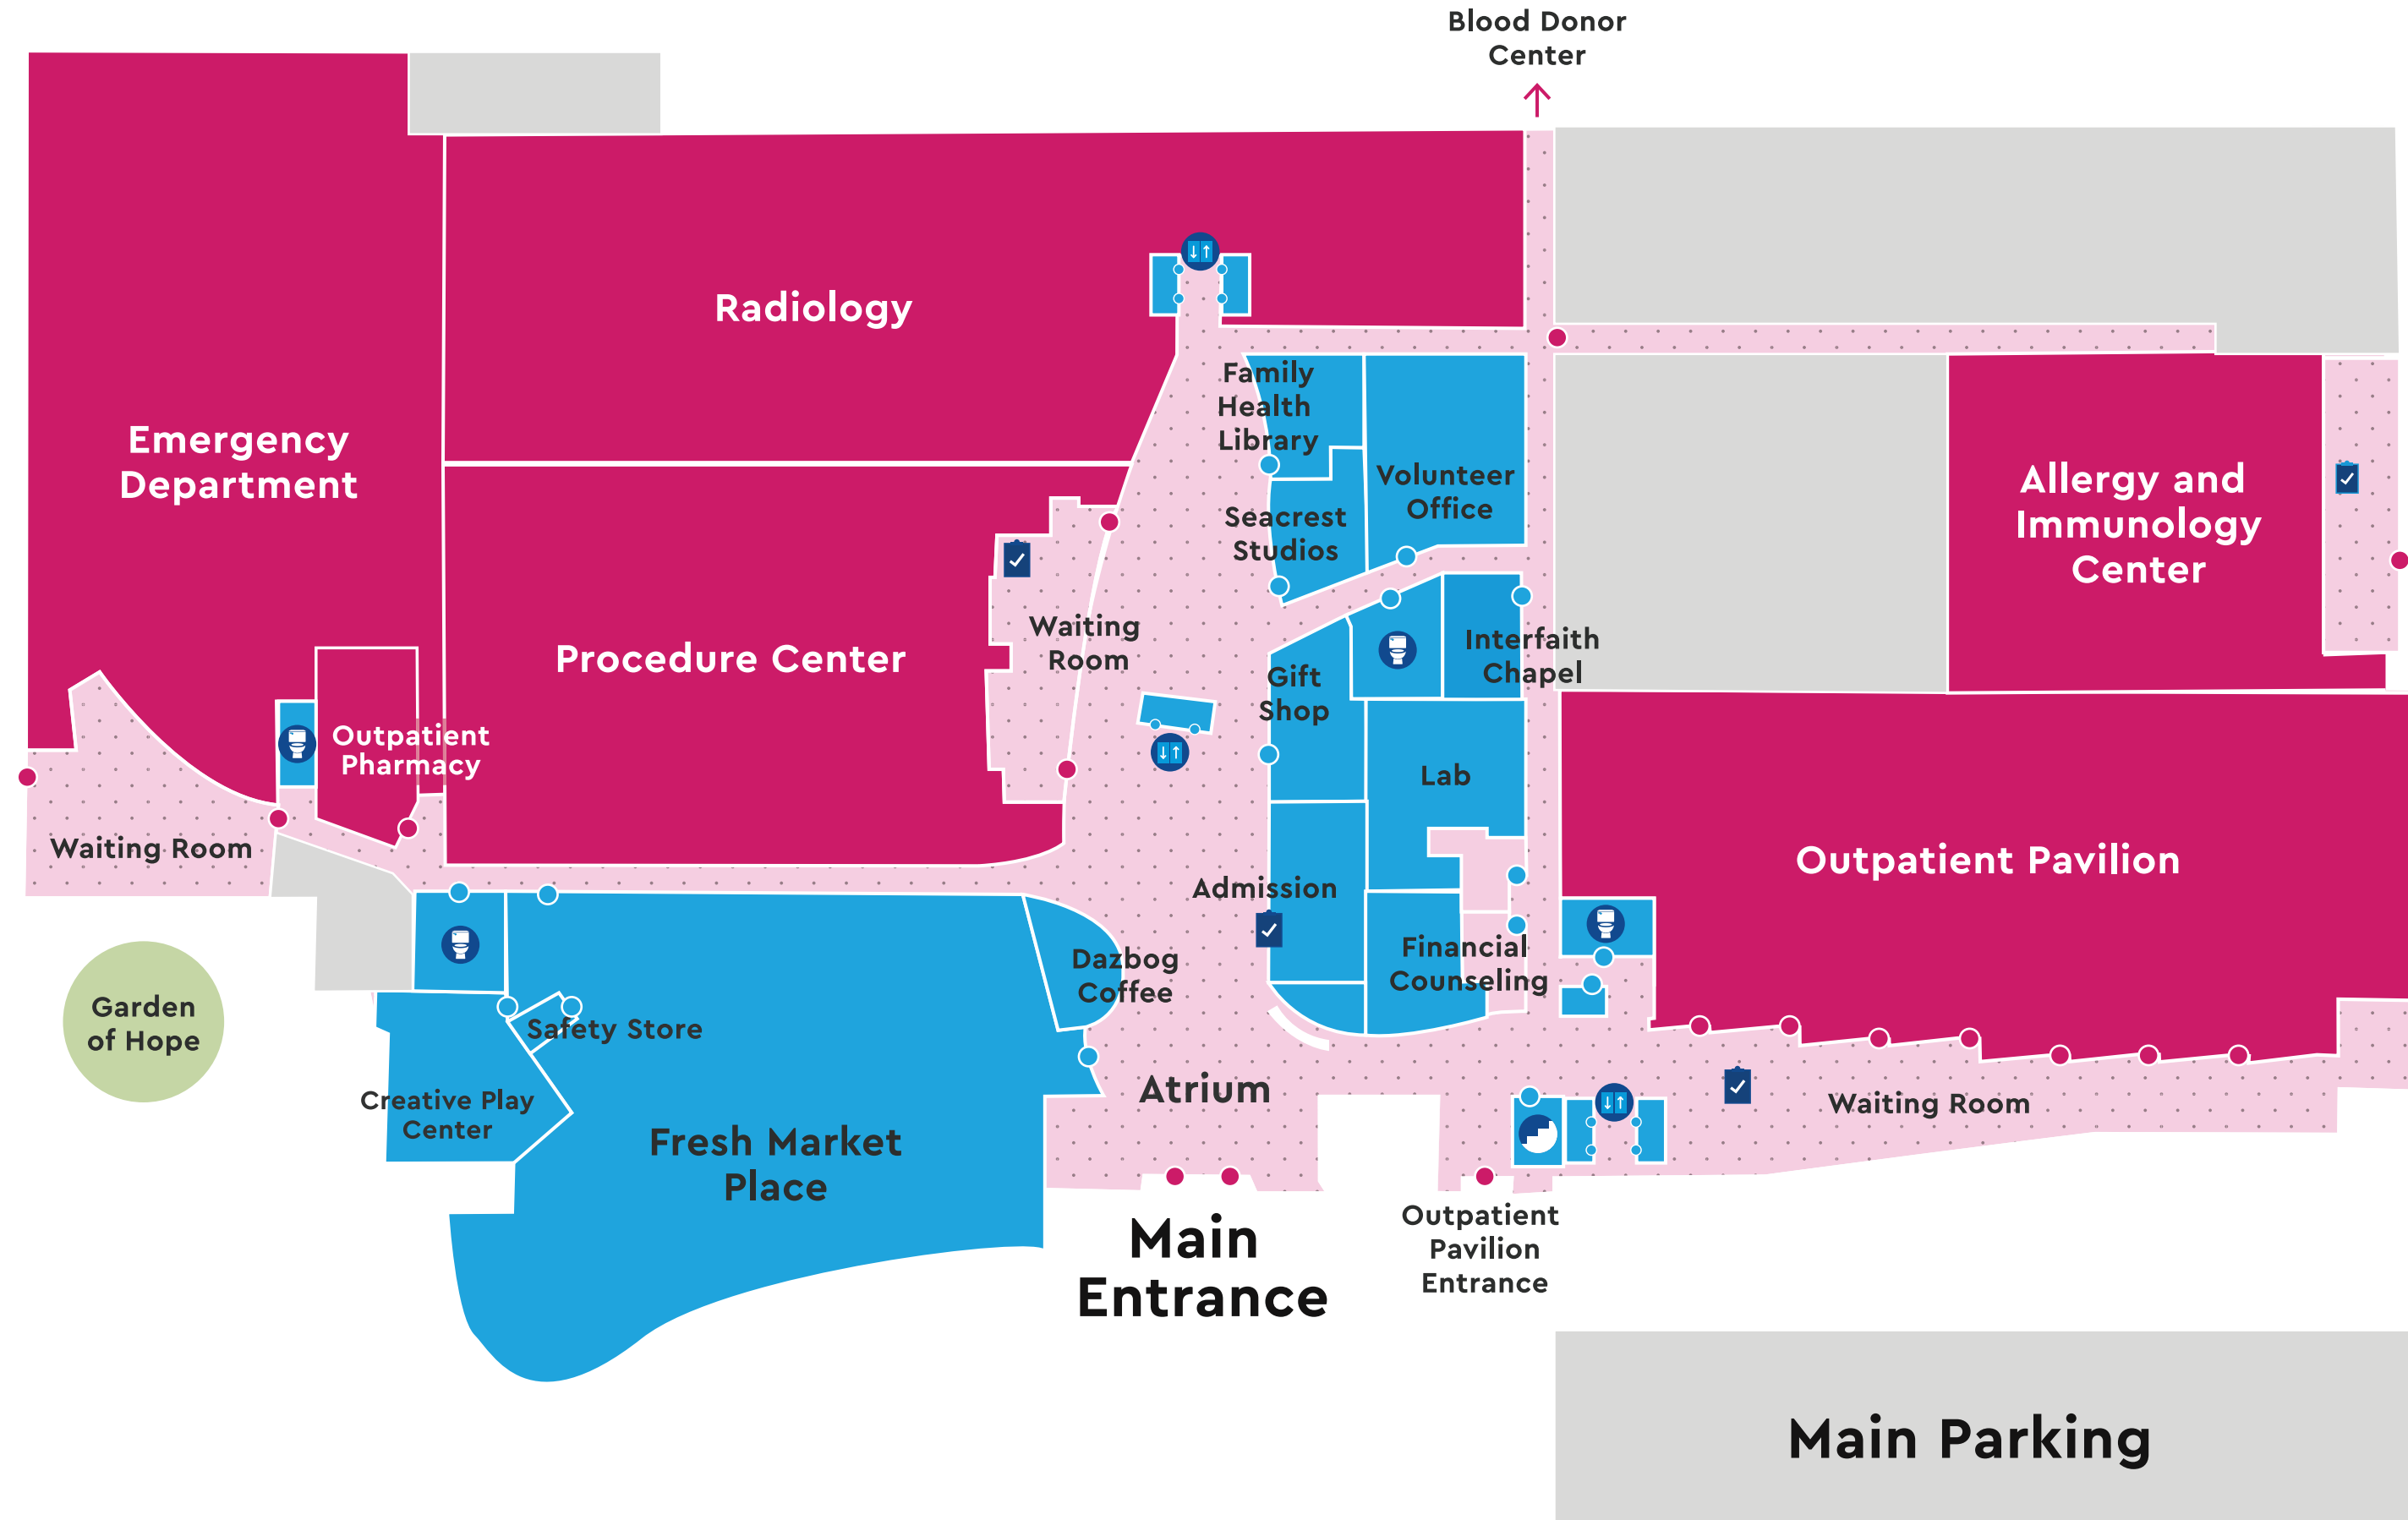 Blood Donor
Center
Radiology
Family
Health
Library
Emergency
Department
Volunteer
Office
Allergy and
Immunology
Center
Seacrest
Studios
Waiting
Room
Procedure Center
Interfaith
Chapel
Gift
Shop
Outpatient
Pharmacy
Lab
Waiting Room
Outpatient Pavilion
Admission
Financial
Counseling
Dazbog
Coffee
Garden
of Hope
Safety Store
Creative Play
Center
Atrium
Waiting Room
Fresh Market
Place
Main
Entrance
Outpatient
Pavilion
Entrance
Main Parking